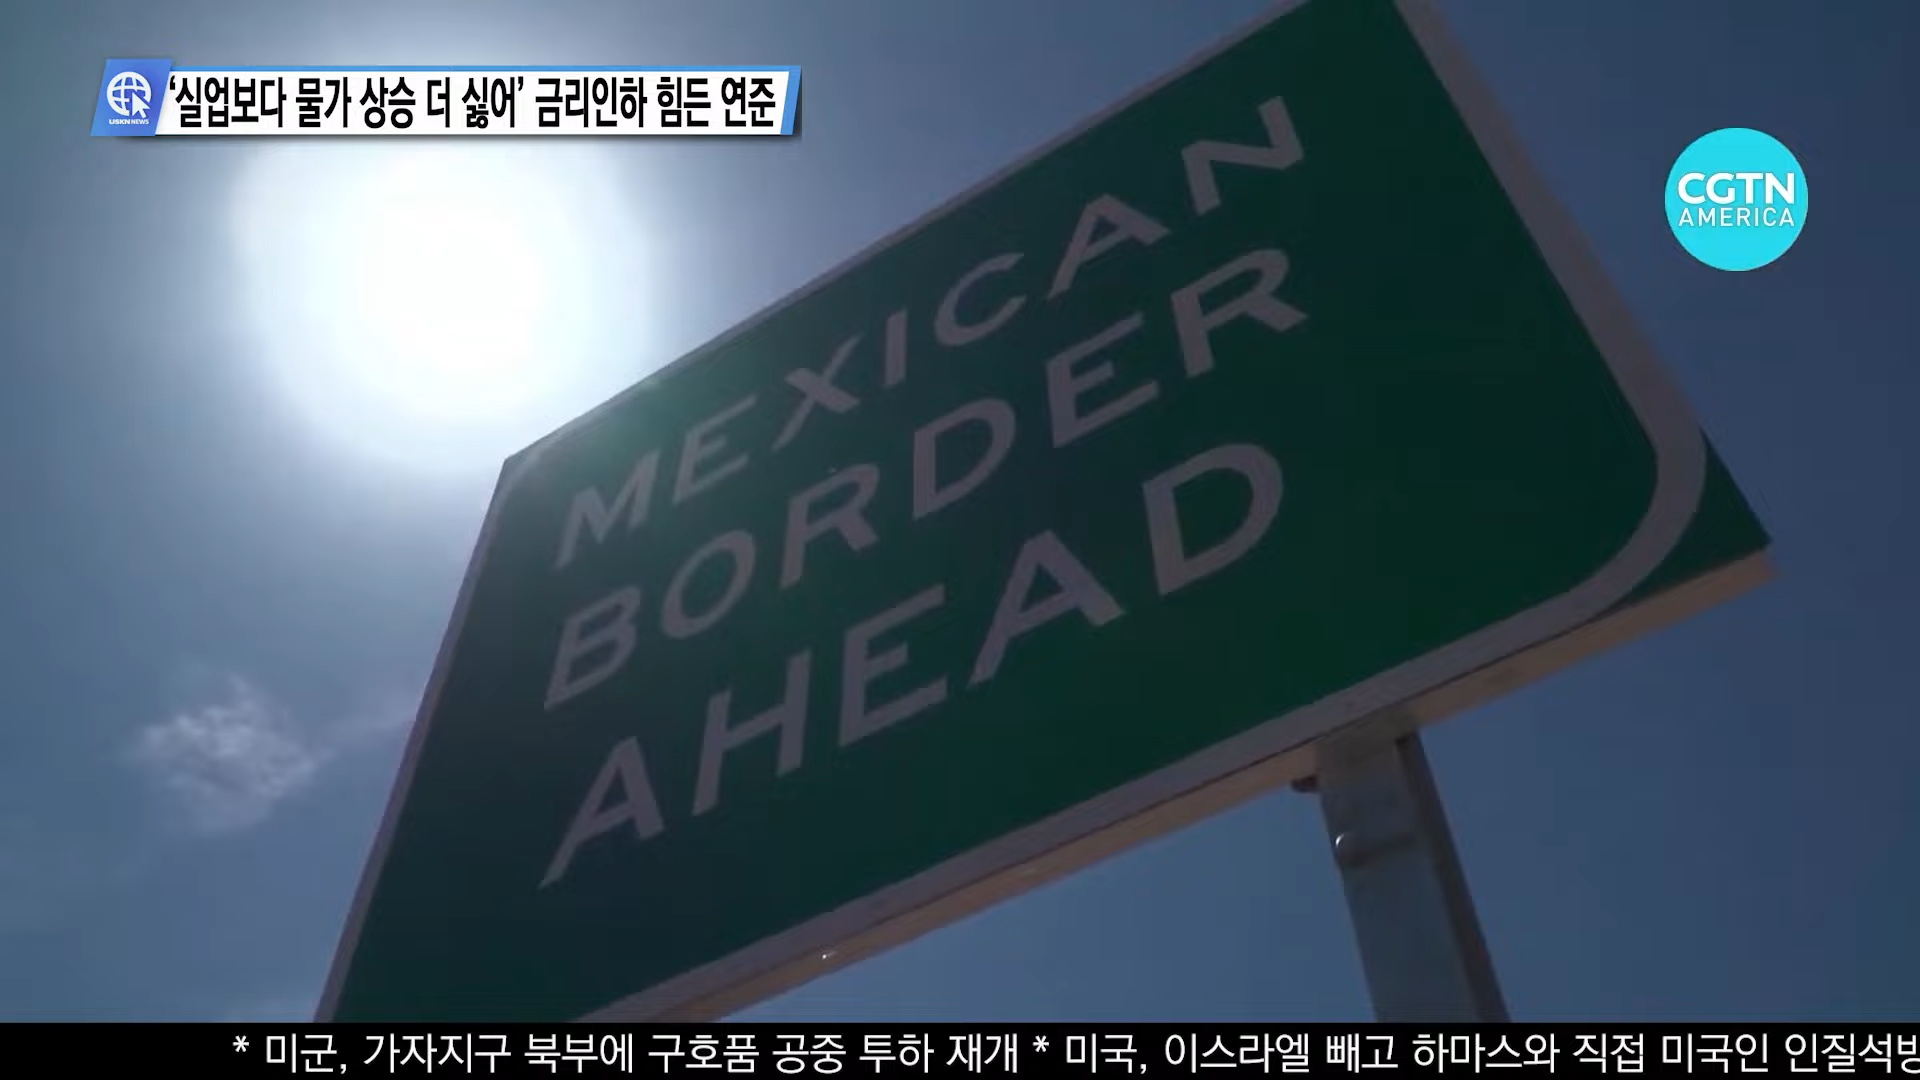 ‘실업보다 물가 상승 더 싫어’ 금리인하 힘든 연준
USKN NEWS
CGTN
AMERICA
MEXICAN
BORDER
AHEAD
* 미군, 가자지구 북부에 구호품 공중 투하 재개 * 미국, 이스라엘 빼고 하마스와 직접 미국인 인질석방